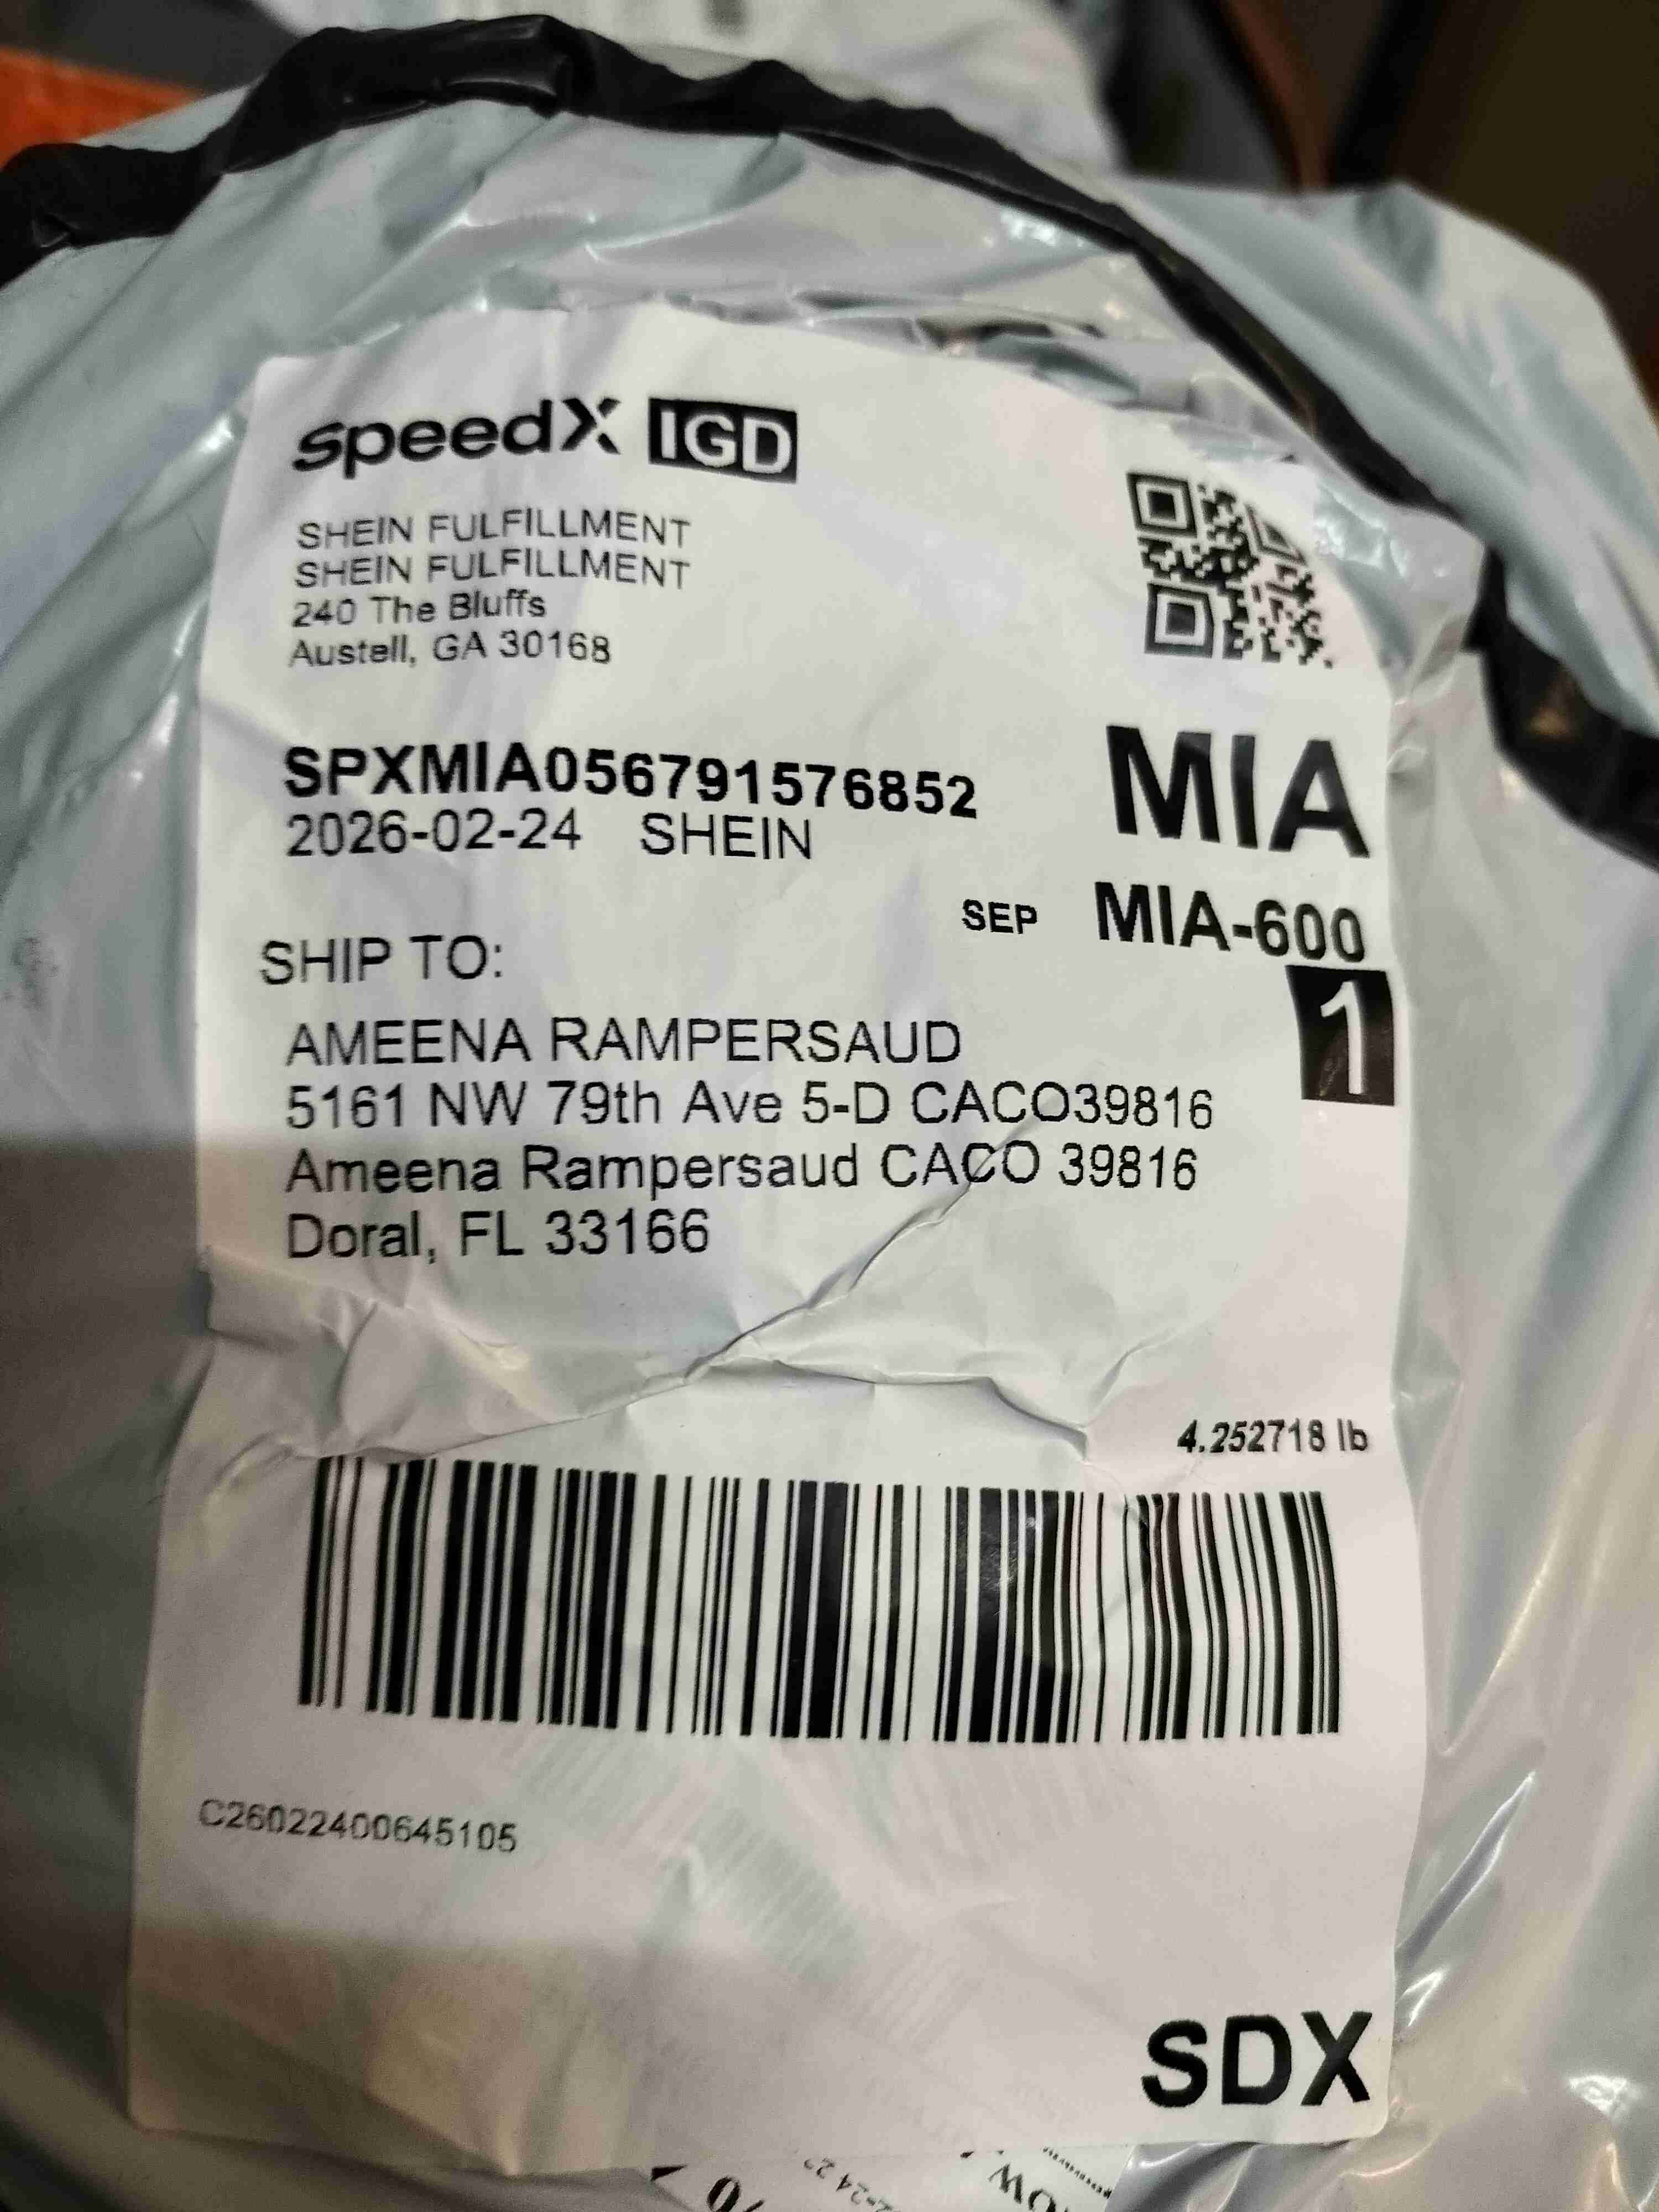 speedX IGD
SHEIN FULFILLMENT
SHEIN FULFILLMENT
240 The Bluffs
Austell, GA 30168
SPXMIA056791576852
2026-02-24 SHEIN
MIA
SEP MIA-600
1
SHIP TO:
AMEENA RAMPERSAUD
5161 NW 79th Ave 5-D CACO39816
Ameena Rampersaud CACO 39816
Doral, FL 33166
4.252718 lb
C26022400645105
SDX